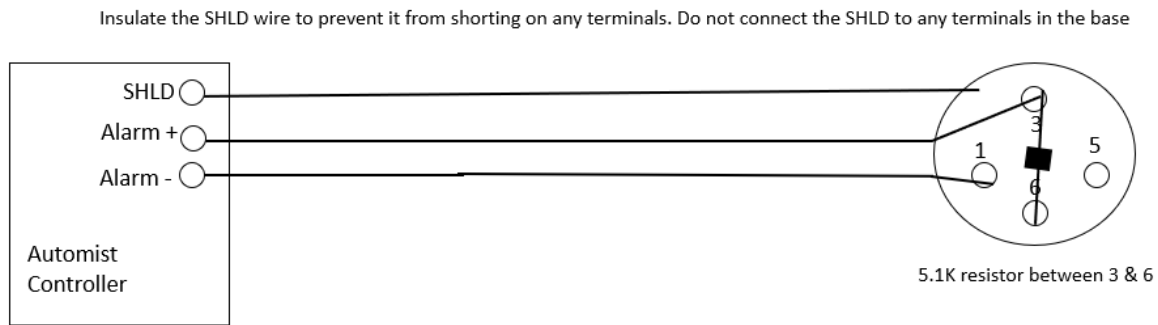 Insulate the SHLD wire to prevent it from shorting on any terminals. Do not connect the SHLD to any terminals in the base
SHLD
Alarm +
Alarm -
3
1
5
6
Automist
Controller
5.1K resistor between 3 & 6